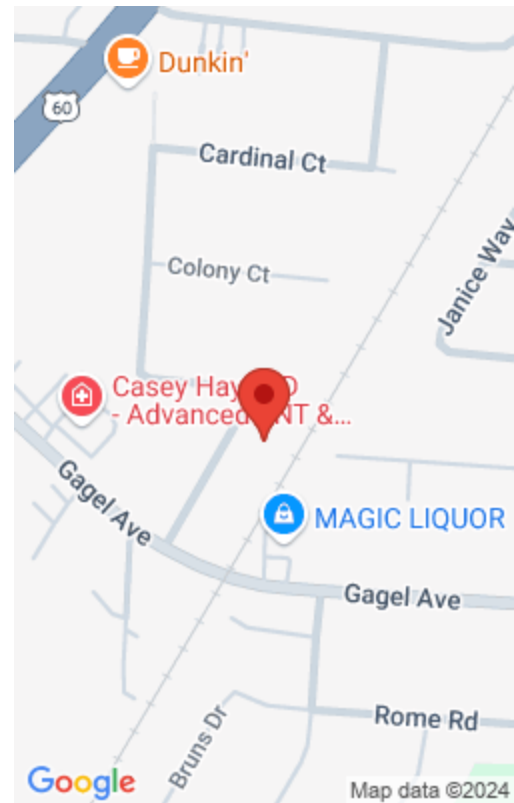 Dunkin'
60
Cardinal Ct
Janice Way
Colony Ct
Casey Hay D
- Advanced NT &...
Gagel Ave
MAGIC LIQUOR
Gagel Ave
Rome Rd
Bruns Dr
Google
Map data ©2024